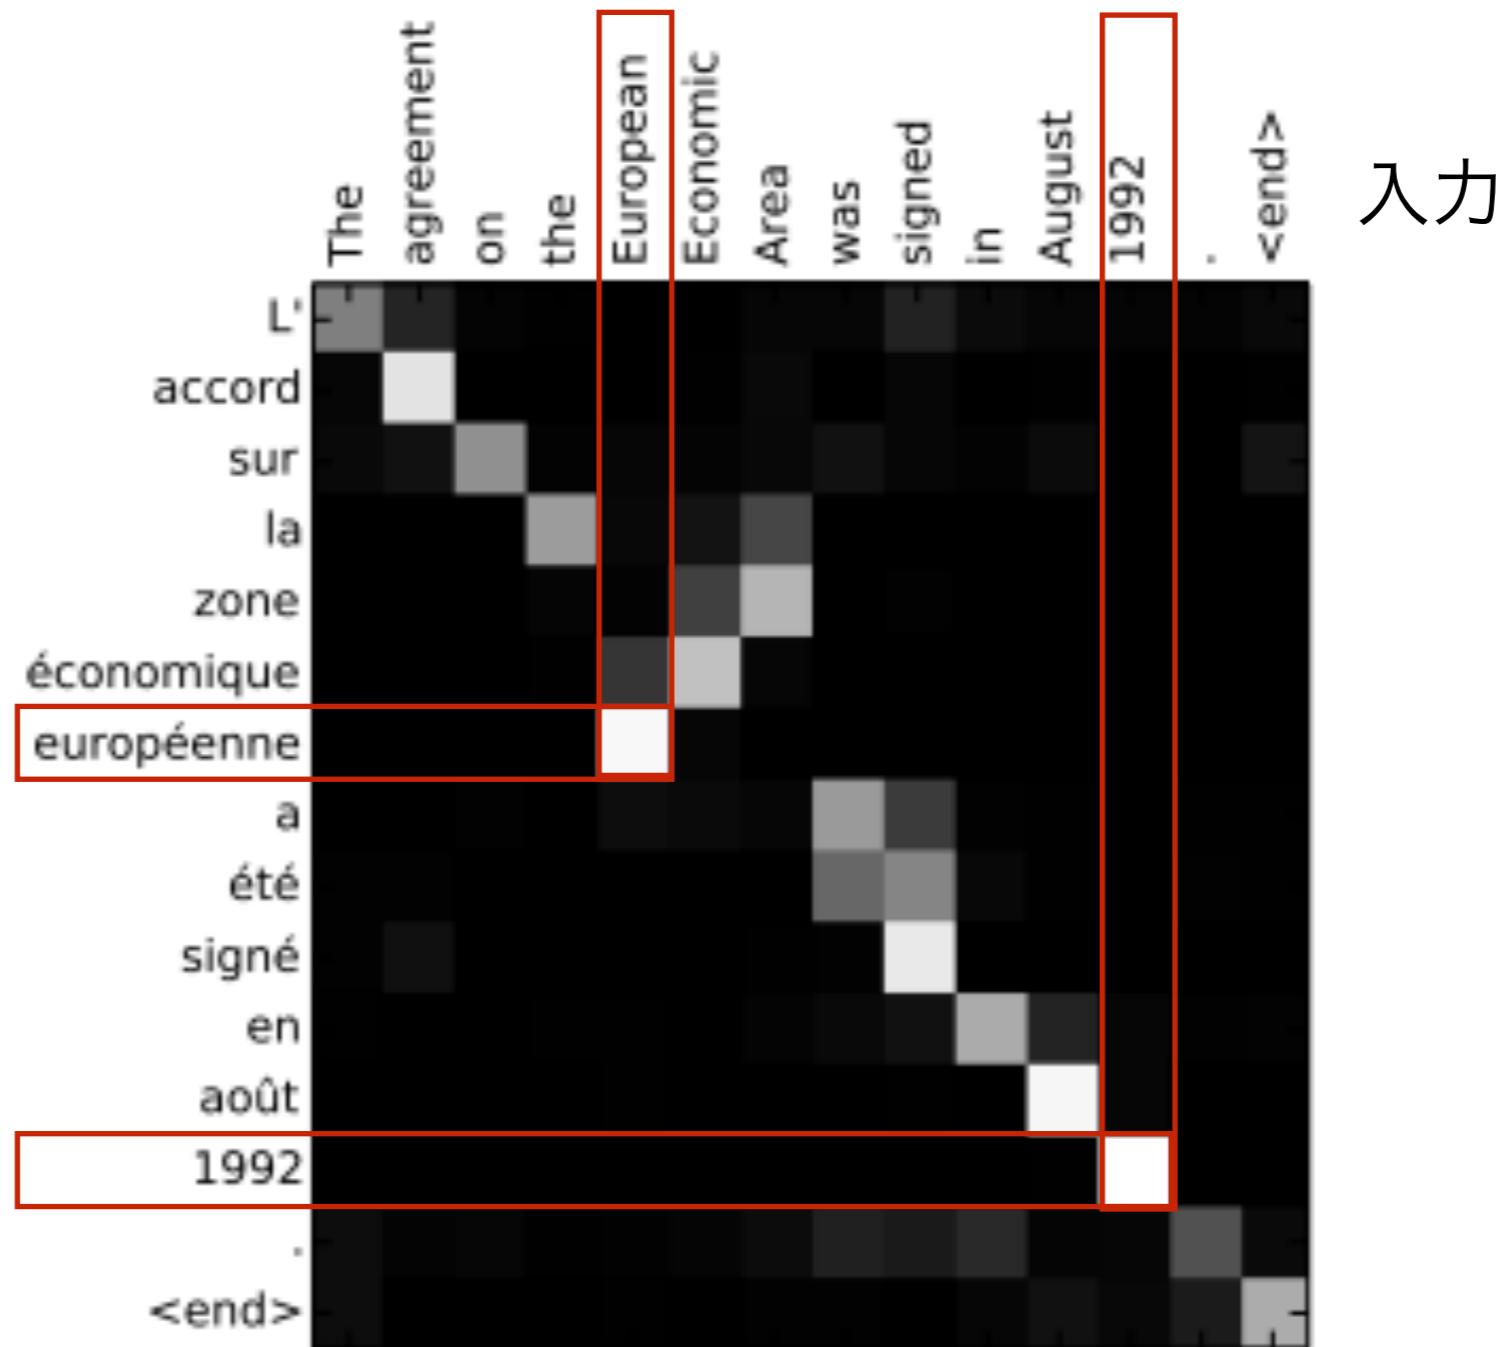 The agreement on the European Economic Area was signed in August 1992 . <end>
入力
L'
accord
sur
la
zone
économique
européenne
a
été
signé
en
août
1992
.
<end>